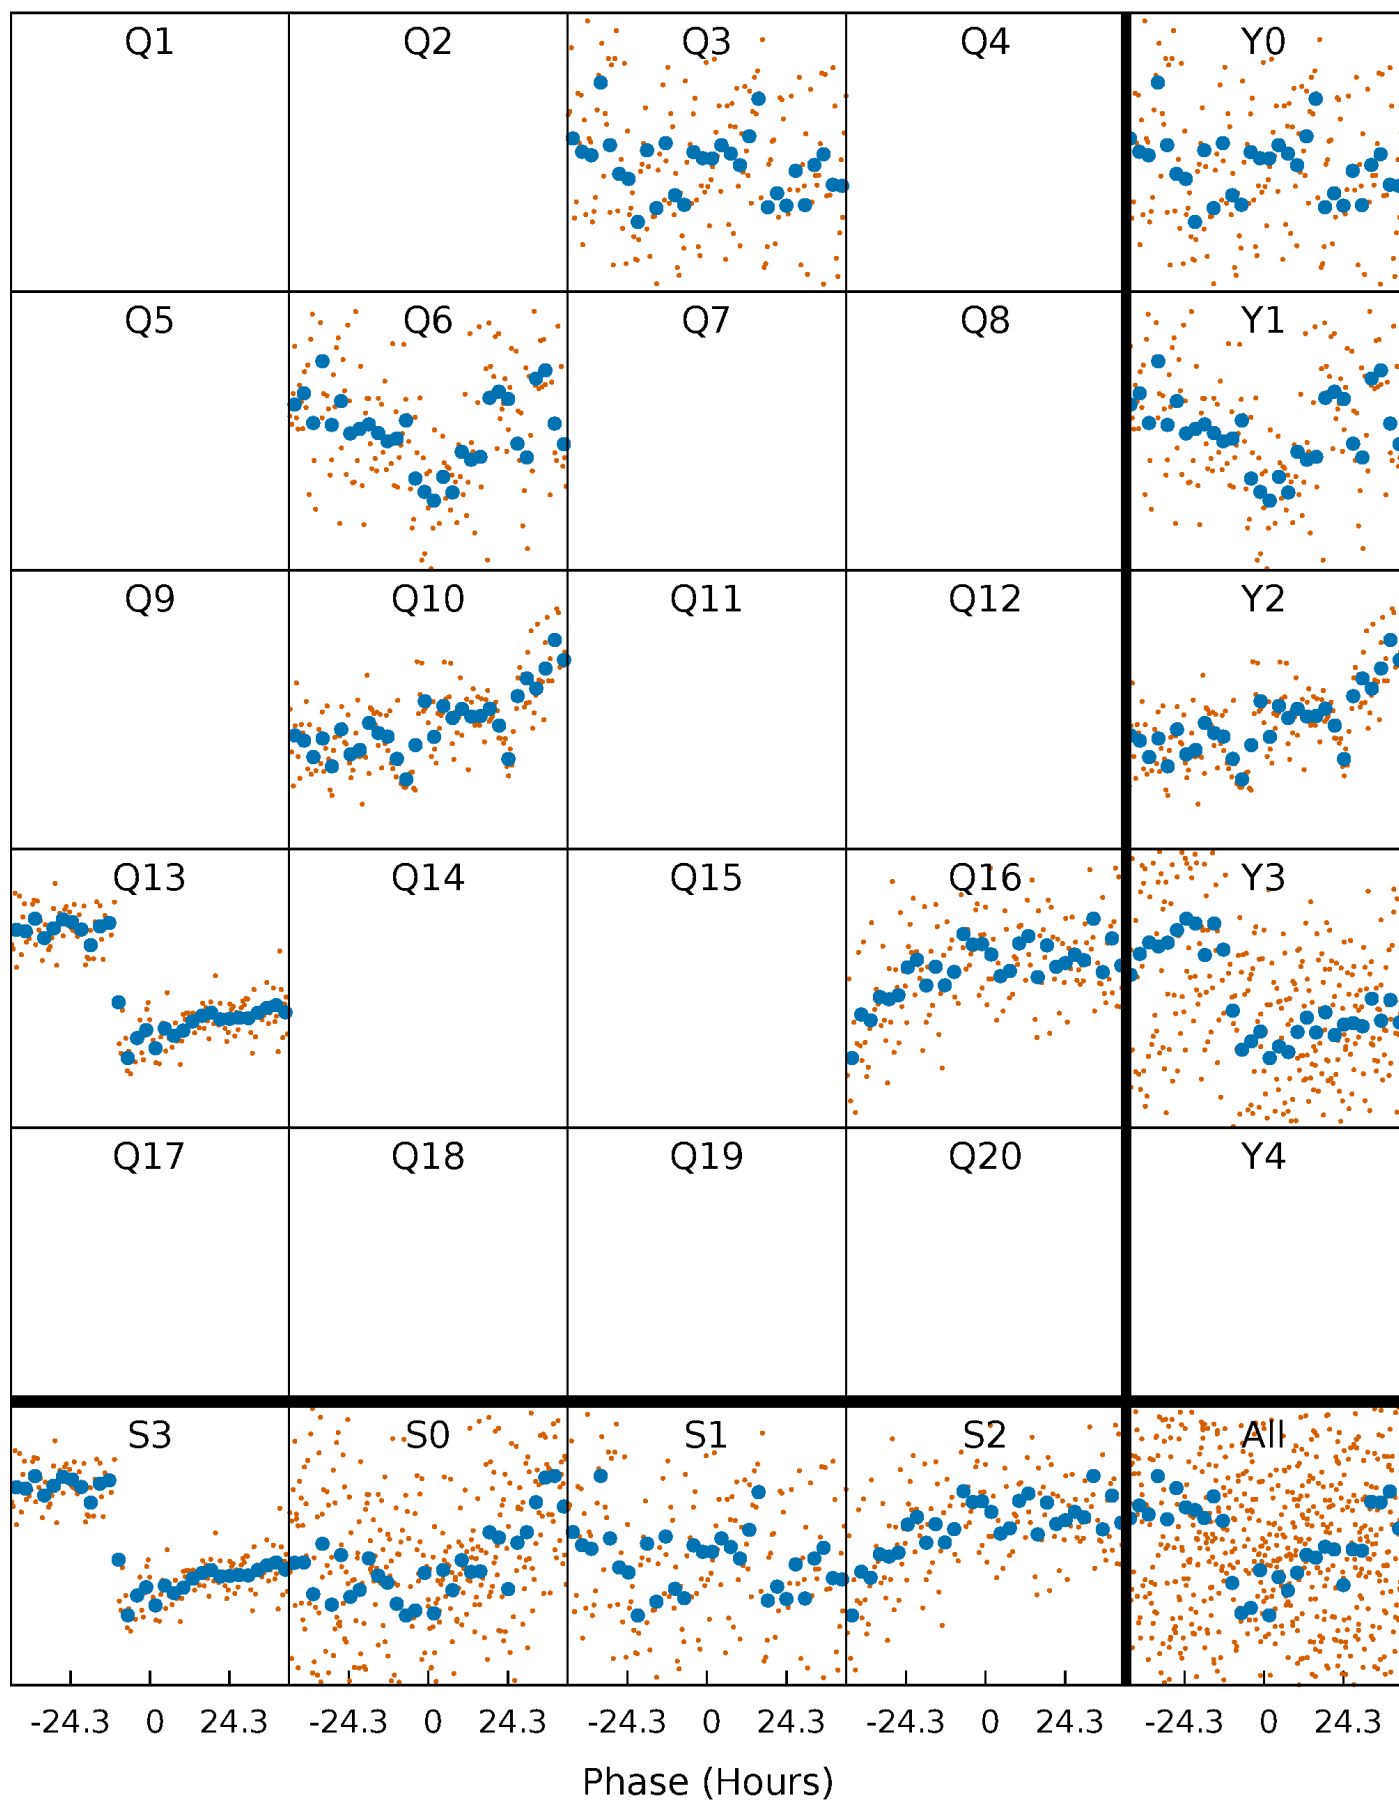 Q1 Q2 Q3 Q4 Y0
Q5 Q6 Q7 Q8 Y1
Q9 Q10 Q11 Q12 Y2
Q13 Q14 Q15 Q16 Y3
Q17 Q18 Q19 Q20 Y4
S3 S0 S1 S2 All
-24.3 0 24.3 -24.3 0 24.3 -24.3 0 24.3 -24.3 0 24.3 -24.3 0 24.3
Phase (Hours)